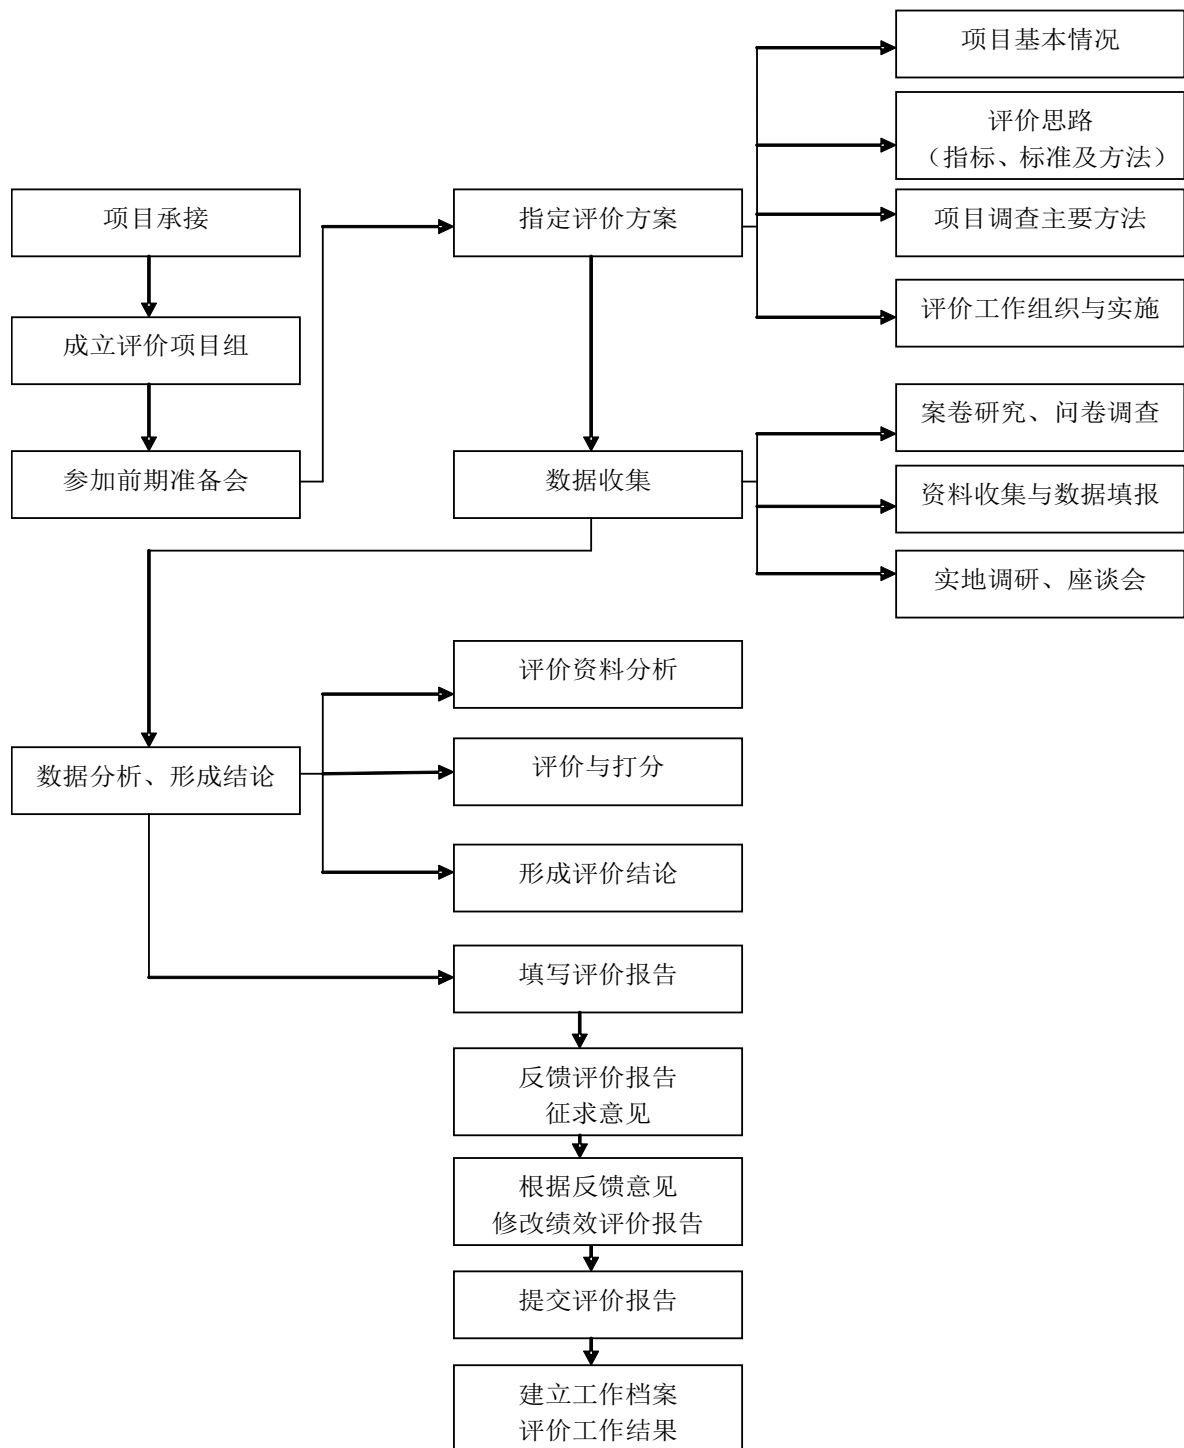 项目基本情况
评价思路
（指标、标准及方法）
项目承接
指定评价方案
项目调查主要方法
成立评价项目组
评价工作组织与实施
案卷研究、问卷调查
参加前期准备会
数据收集
资料收集与数据填报
实地调研、座谈会
评价资料分析
数据分析、形成结论
评价与打分
形成评价结论
填写评价报告
反馈评价报告
征求意见
根据反馈意见
修改绩效评价报告
提交评价报告
建立工作档案
评价工作结果